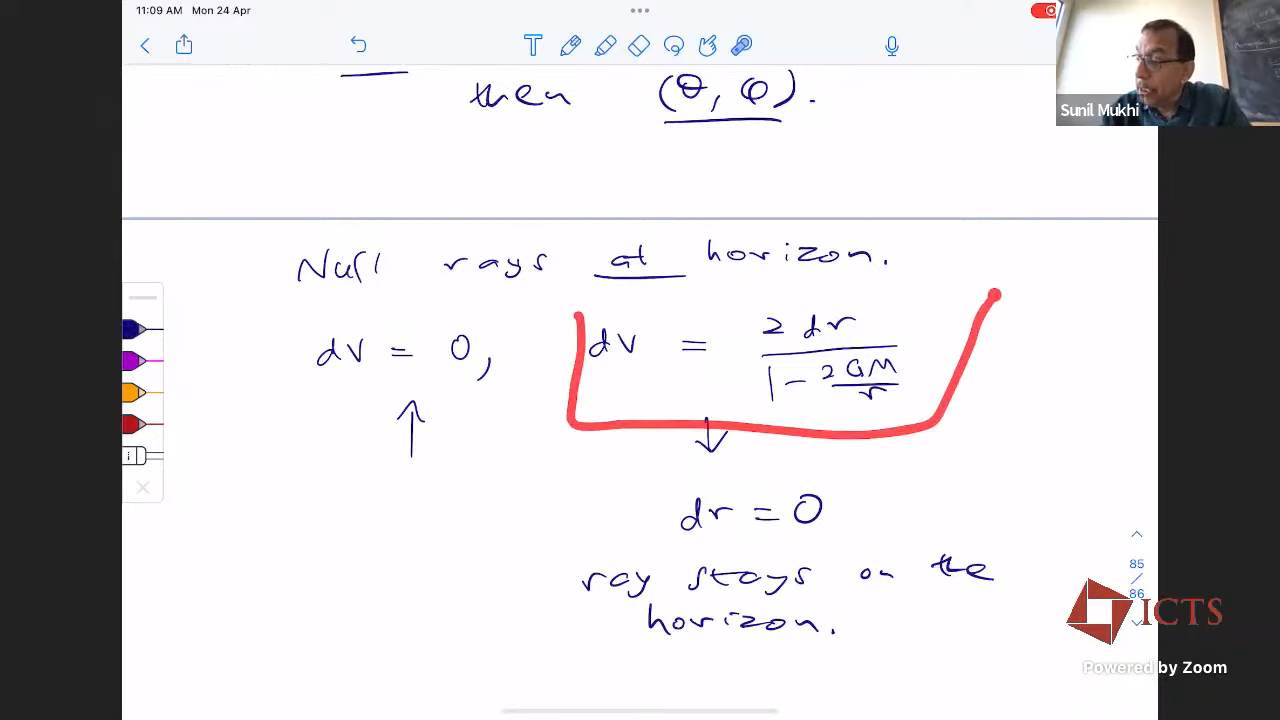 11:09 AM Mon 24 Apr
Sunil Mukhi
then (θ, φ).
Null rays at horizon.
dv = 0, dv = 2 dr / 1 - 2GM/r
↑ ↓
dr = 0
ray stays on the
horizon.
85
/
86
ICTS
Powered by Zoom